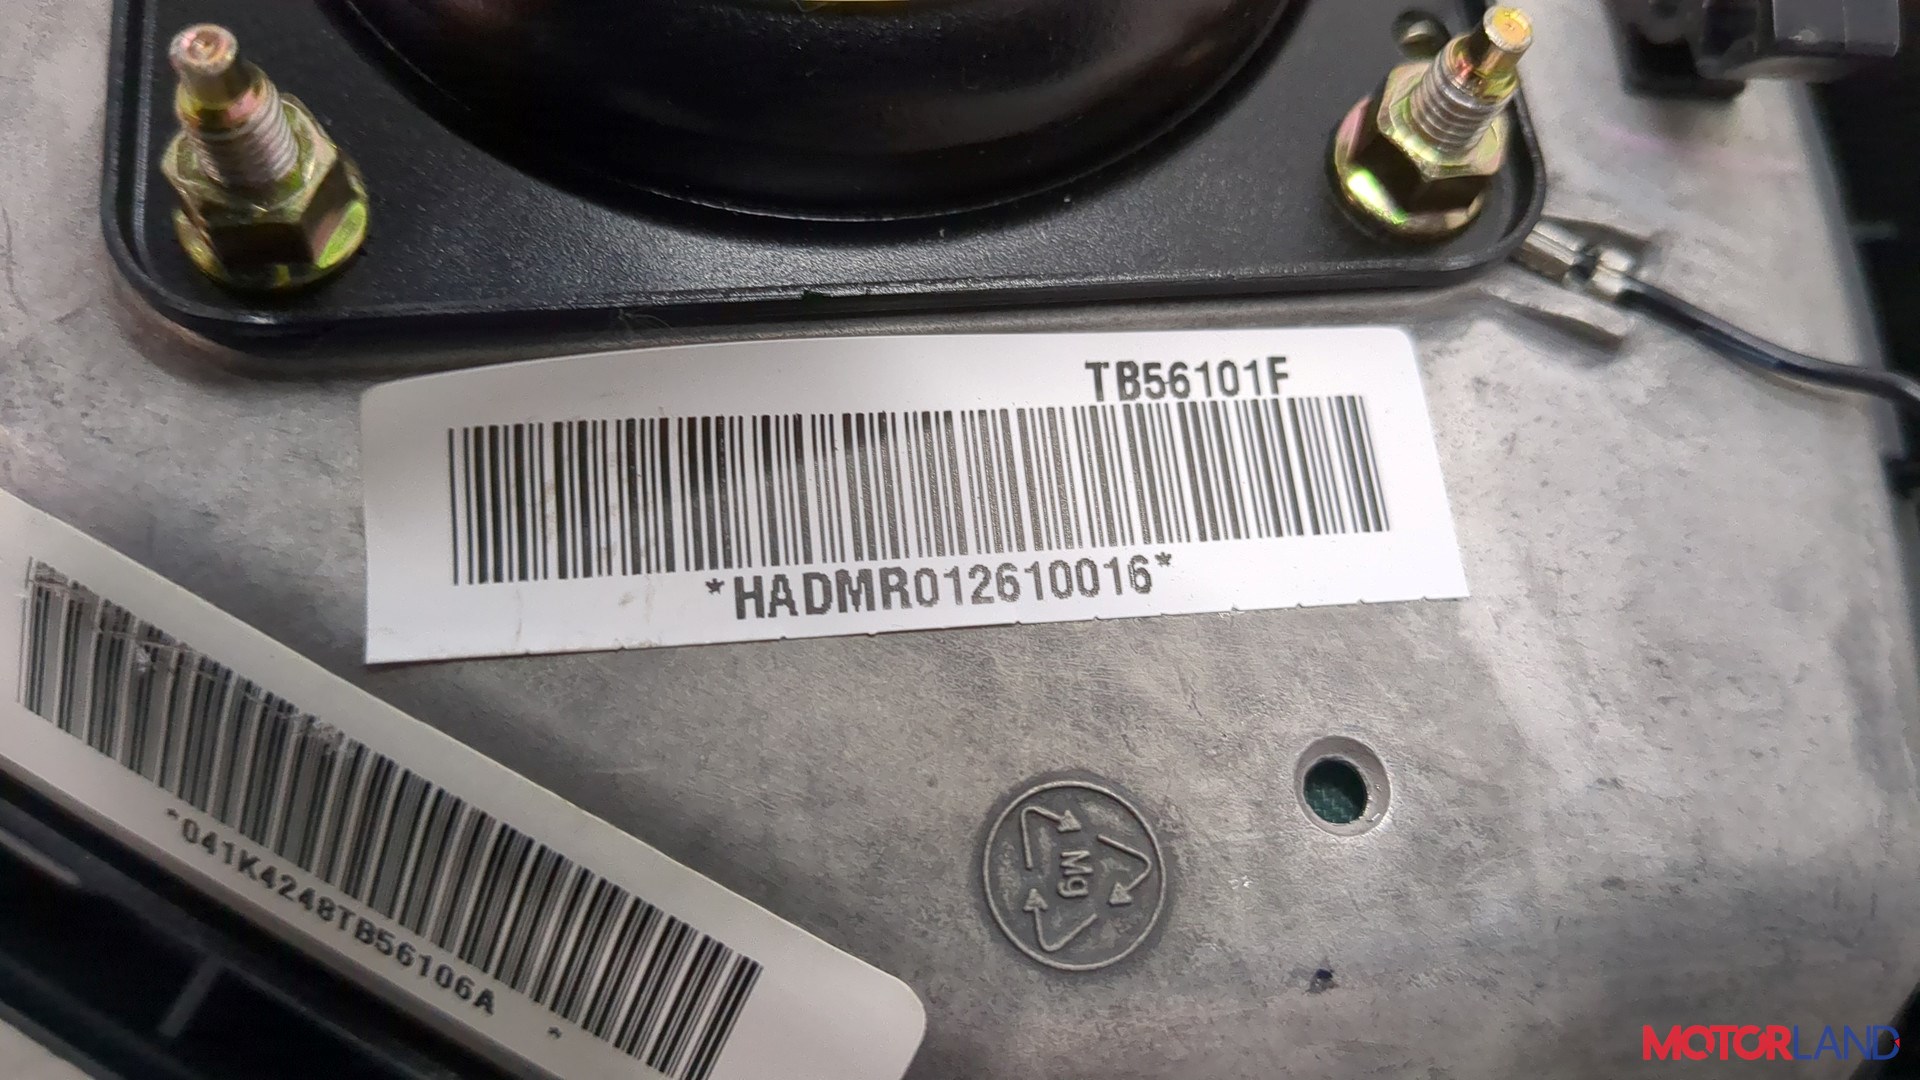 TB56101F
*HADMR012610016*
*041K4248TB56106A *
Mg
MOTORLAND